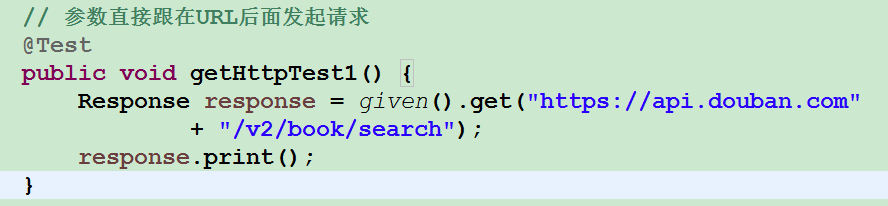 // 参数直接跟在URL后面发起请求
@Test
public void getHttpTest1() {
    Response response = given().get("https://api.douban.com"
            + "/v2/book/search");
    response.print();
}